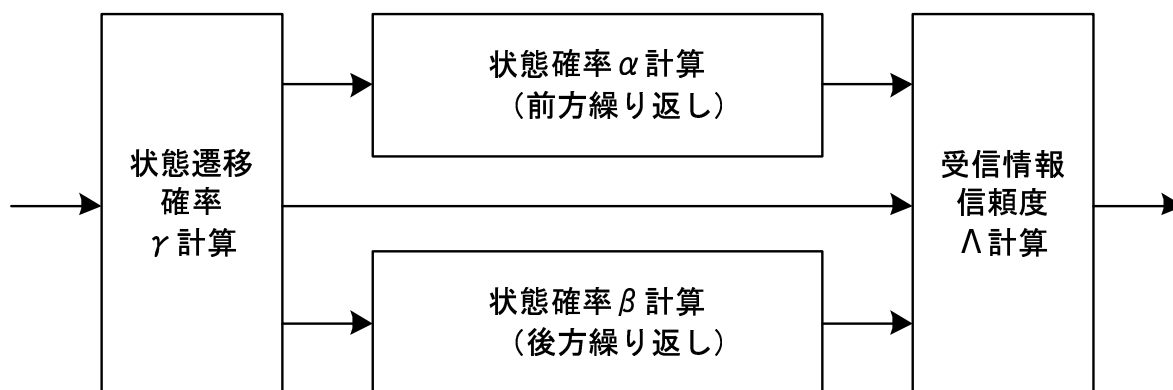 状態遷移
確率
γ計算
状態確率α計算
（前方繰り返し）
状態確率β計算
（後方繰り返し）
受信情報
信頼度
Λ計算